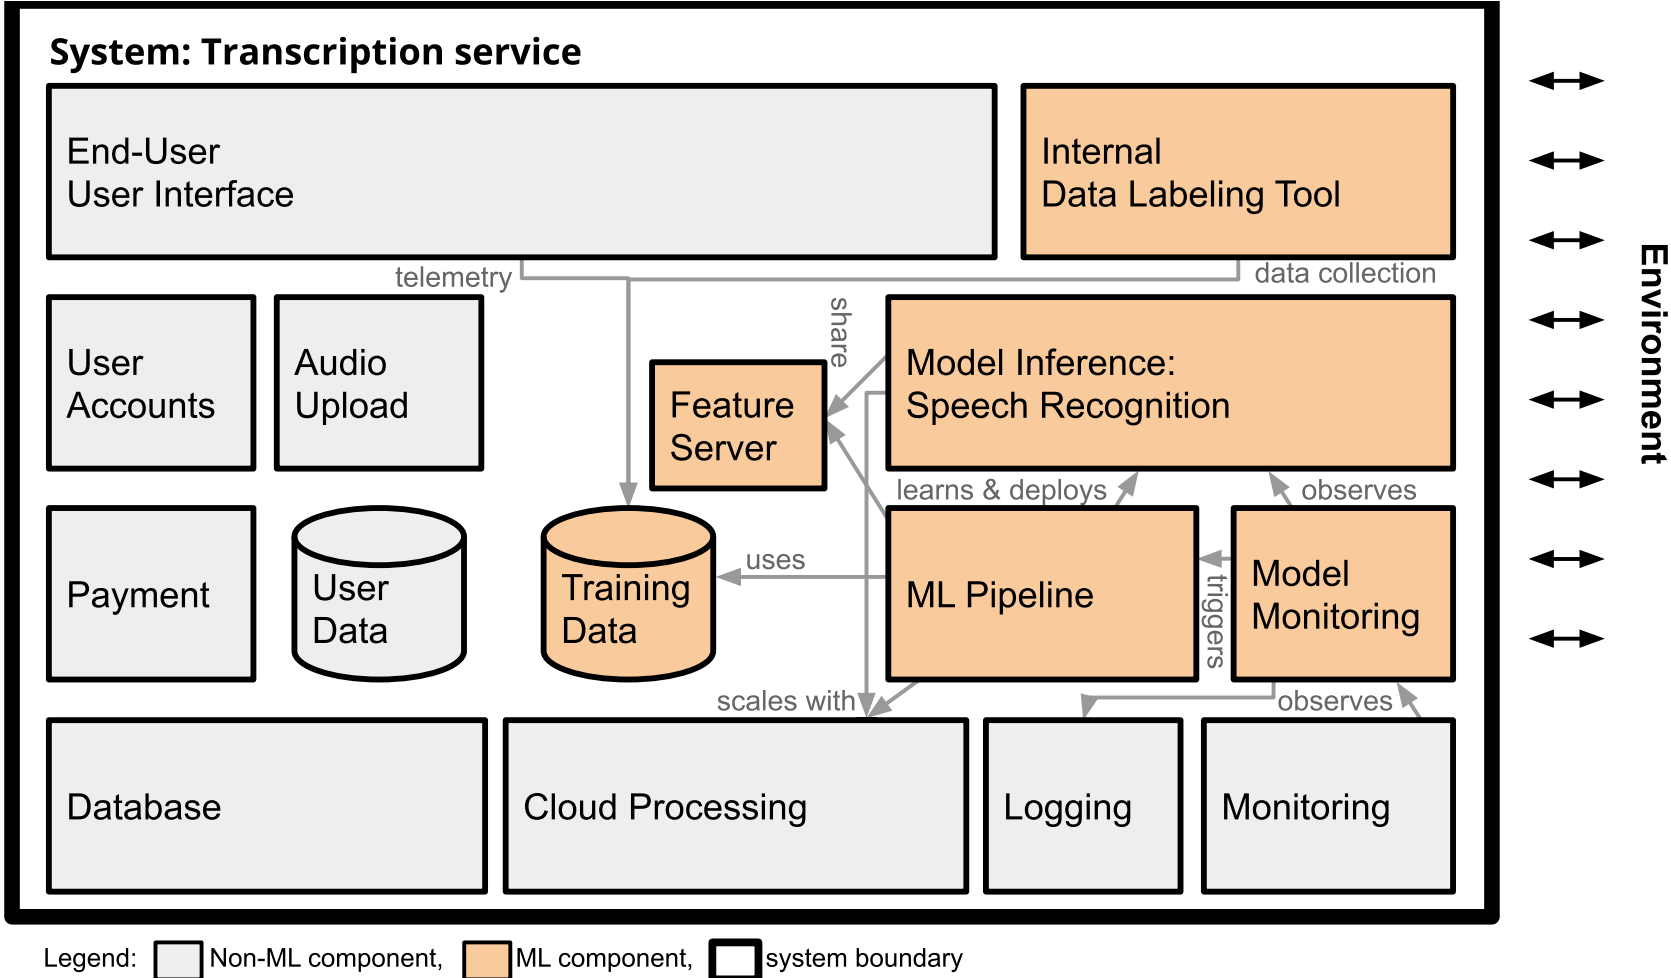 System: Transcription service
End-User
User Interface
Internal
Data Labeling Tool
telemetry
data collection
User
Accounts
Audio
Upload
share
Feature
Server
Model Inference:
Speech Recognition
learns & deploys
observes
Payment
User
Data
Training
Data
uses
ML Pipeline
triggers
Model
Monitoring
scales with
observes
Database
Cloud Processing
Logging
Monitoring
Environment
Legend: Non-ML component, ML component, system boundary